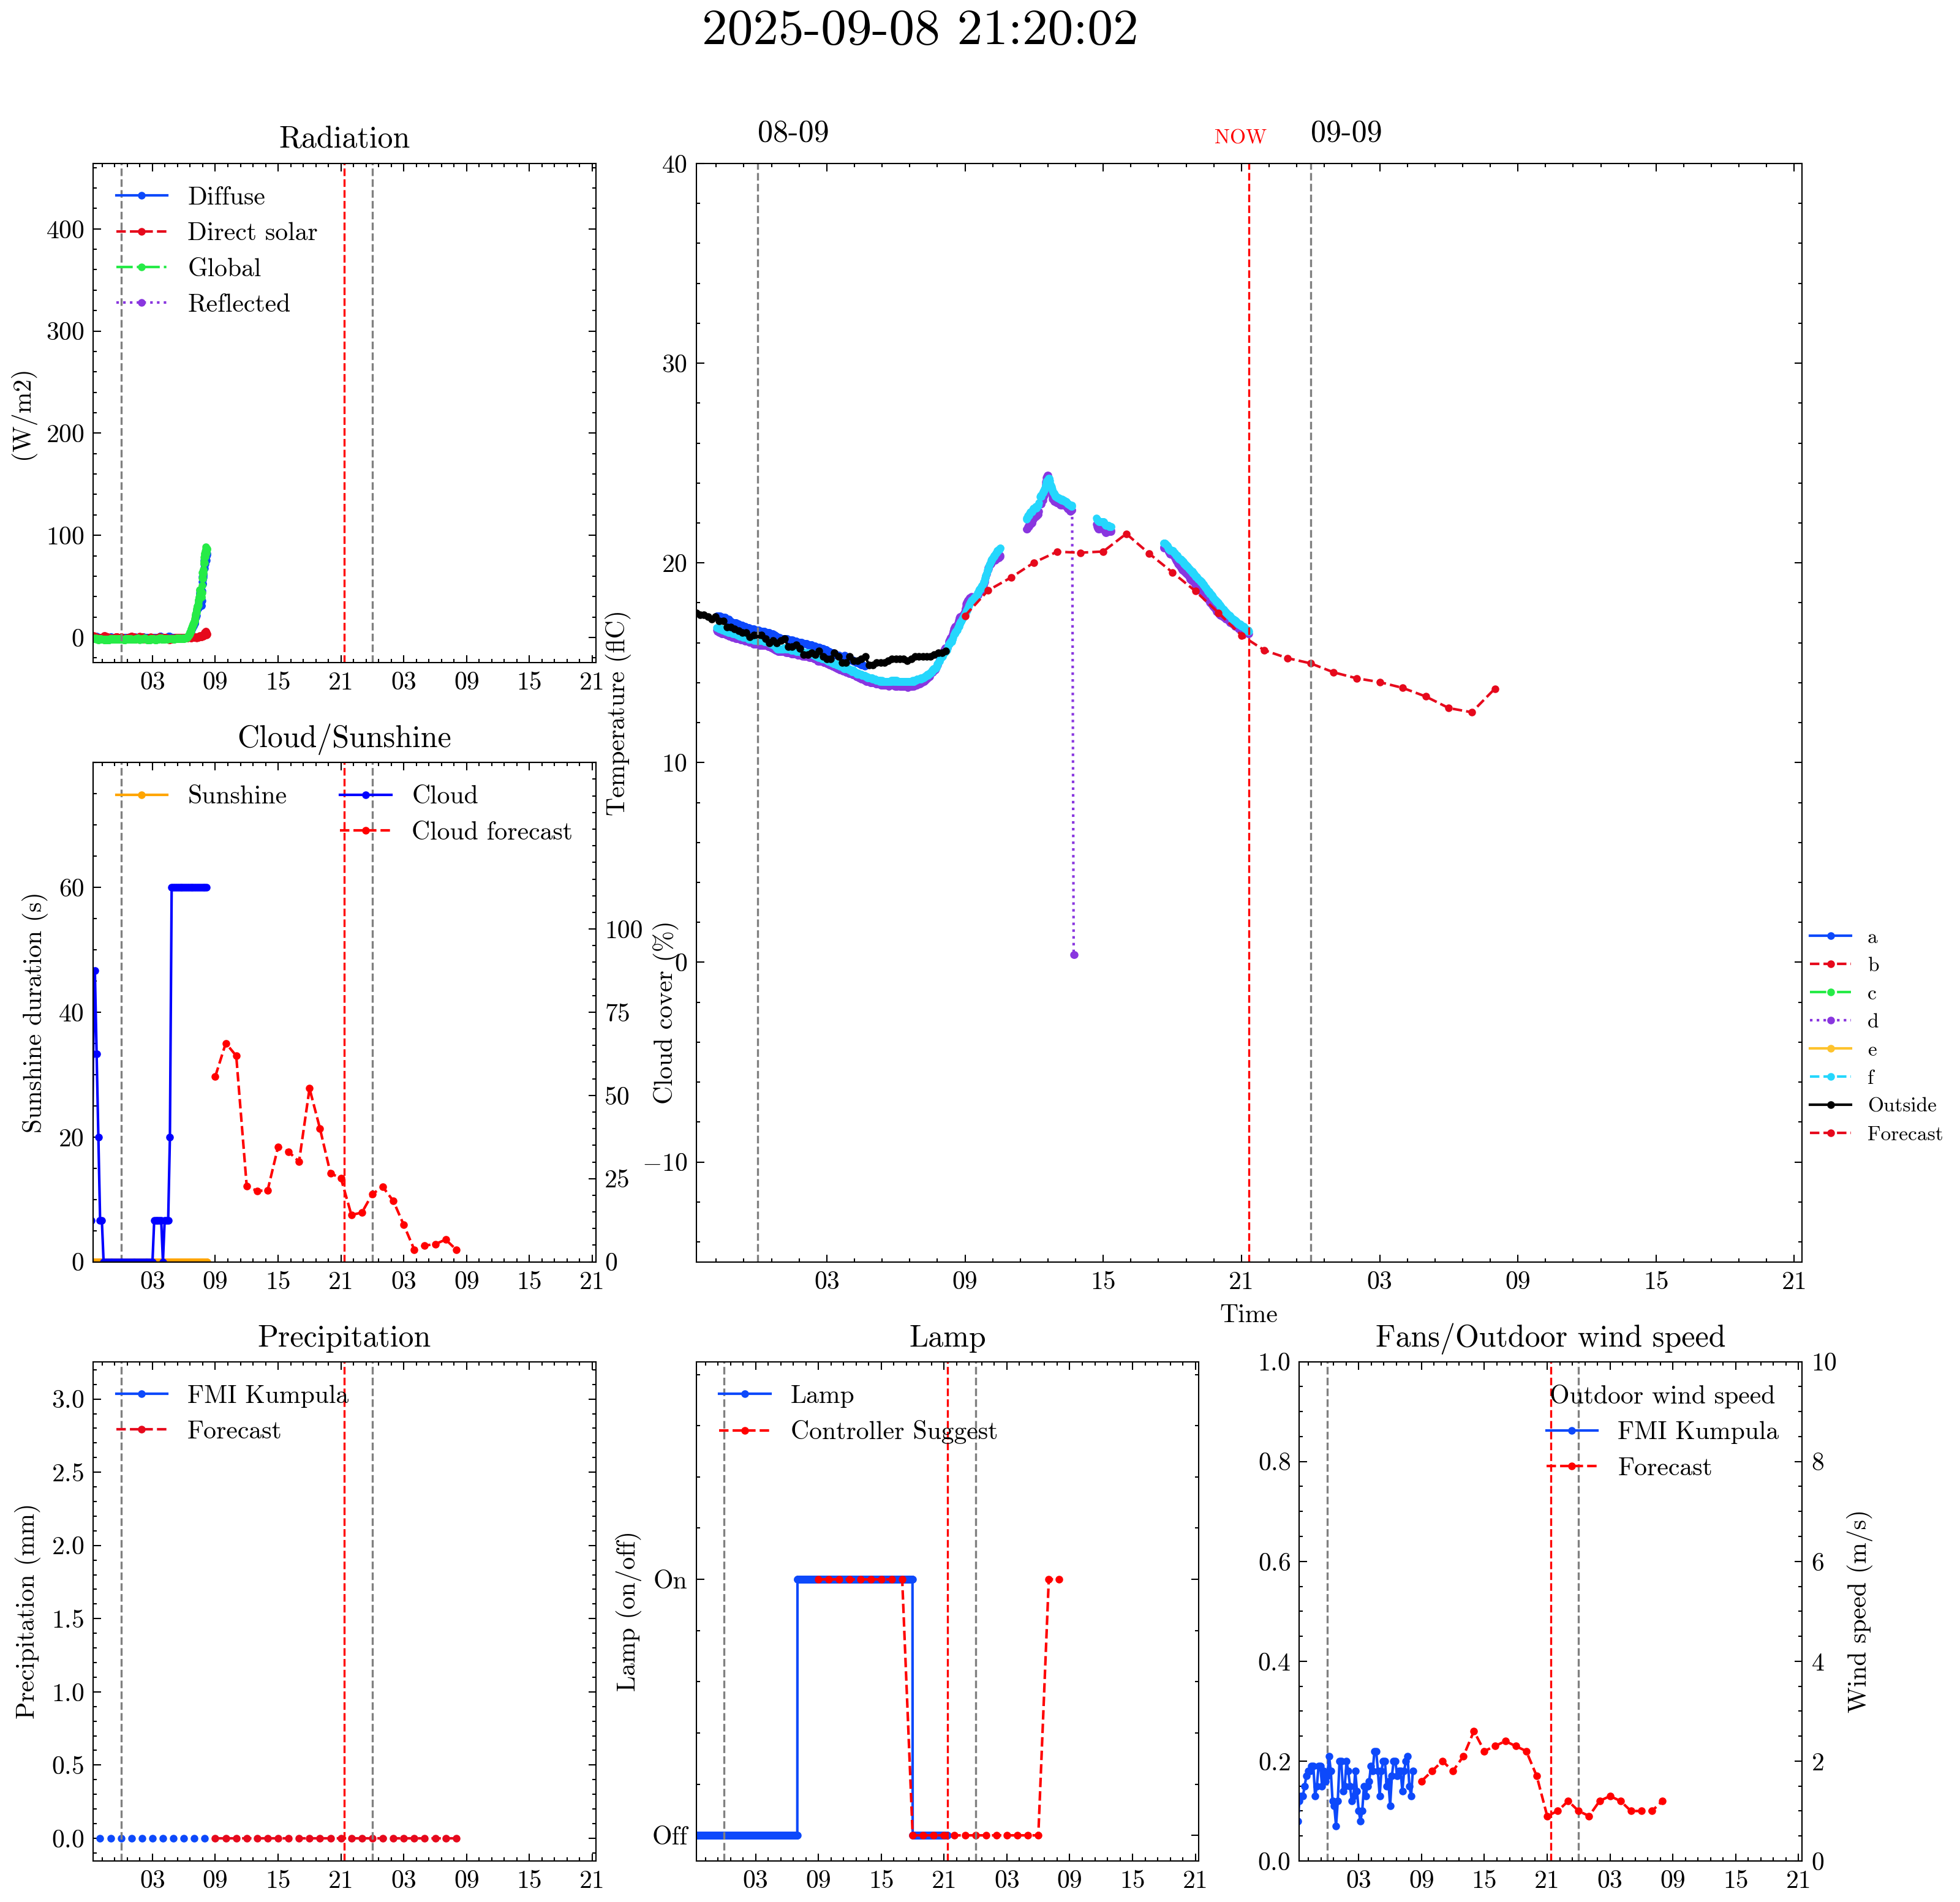 2025-09-08 21:20:02
Radiation
(W/m2)
400
300
200
100
0
Diffuse
Direct solar
Global
Reflected
03 09 15 21 03 09 15 21
08-09
NOW
09-09
Temperature (flC)
40
30
20
10
0
−10
03 09 15 21 03 09 15 21
Time
a
b
c
d
e
f
Outside
Forecast
Cloud/Sunshine
Sunshine duration (s)
60
40
20
0
Sunshine
Cloud
Cloud forecast
100
75
50
25
0
Cloud cover (%)
03 09 15 21 03 09 15 21
Precipitation
Precipitation (mm)
3.0
2.5
2.0
1.5
1.0
0.5
0.0
FMI Kumpula
Forecast
03 09 15 21 03 09 15 21
Lamp
Lamp (on/off)
On
Off
Lamp
Controller Suggest
03 09 15 21 03 09 15 21
Fans/Outdoor wind speed
1.0
0.8
0.6
0.4
0.2
0.0
Outdoor wind speed
FMI Kumpula
Forecast
10
8
6
4
2
0
Wind speed (m/s)
03 09 15 21 03 09 15 21